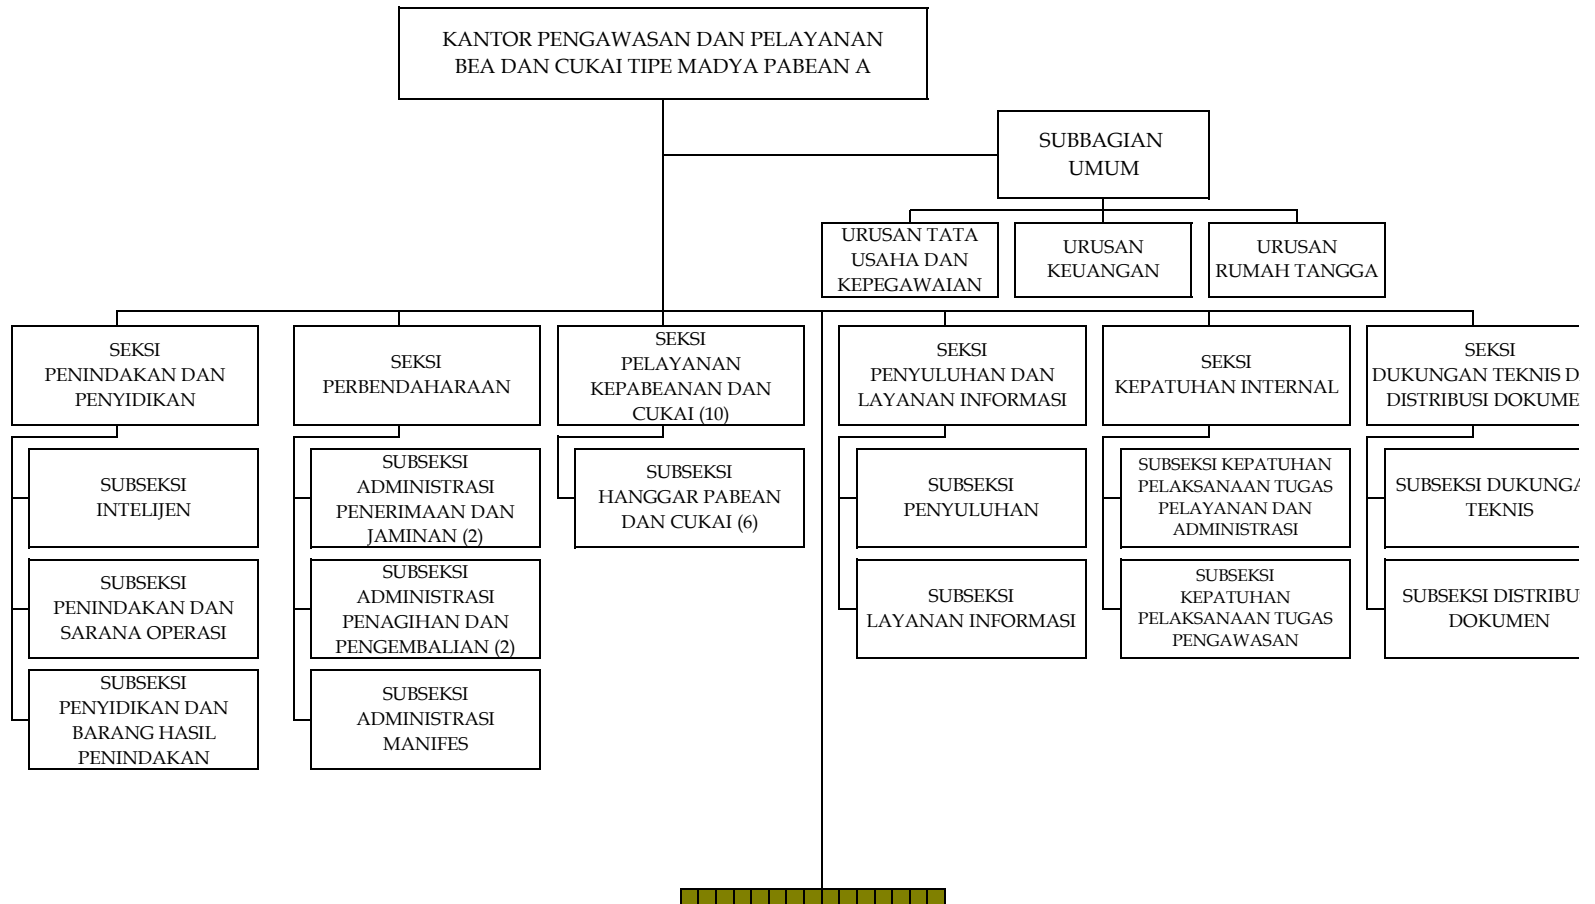 KANTOR PENGAWASAN DAN PELAYANAN
BEA DAN CUKAI TIPE MADYA PABEAN A
SUBBAGIAN
UMUM
URUSAN TATA
USAHA DAN
KEPEGAWAIAN
URUSAN
KEUANGAN
URUSAN
RUMAH TANGGA
SEKSI
PENINDAKAN DAN
PENYIDIKAN
SEKSI
PERBENDAHARAAN
SEKSI
PELAYANAN
KEPABEANAN DAN
CUKAI (10)
SEKSI
PENYULUHAN DAN
LAYANAN INFORMASI
SEKSI
KEPATUHAN INTERNAL
SEKSI
DUKUNGAN TEKNIS
DISTRIBUSI
SUBSEKSI
INTELIJEN
SUBSEKSI
PENINDAKAN DAN
SARANA OPERASI
SUBSEKSI
PENYIDIKAN DAN
BARANG HASIL
PENINDAKAN
SUBSEKSI
ADMINISTRASI
PENERIMAAN DAN
JAMINAN (2)
SUBSEKSI
ADMINISTRASI
PENAGIHAN DAN
PENGEMBALIAN (2)
SUBSEKSI
ADMINISTRASI
MANIFES
SUBSEKSI
HANGGAR PABEAN
DAN CUKAI (6)
SUBSEKSI
PENYULUHAN
SUBSEKSI
LAYANAN INFORMASI
SUBSEKSI KEPATUHAN
PELAKSANAAN TUGAS
PELAYANAN DAN
ADMINISTRASI
SUBSEKSI
KEPATUHAN
PELAKSANAAN TUGAS
PENGAWASAN
SUBSEKSI
TEKNIS
SUBSEKSI
DOKUMEN